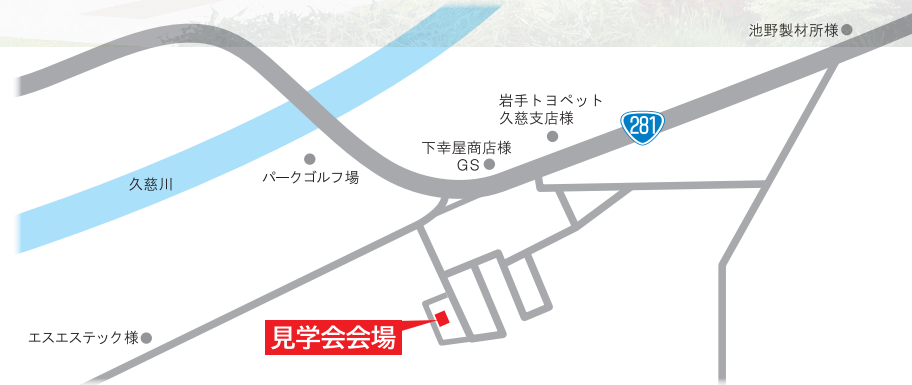 池野製材所様
岩手トヨペット
久慈支店様
281
下幸屋商店様
GS
パークゴルフ場
久慈川
エスエステック様
見学会会場